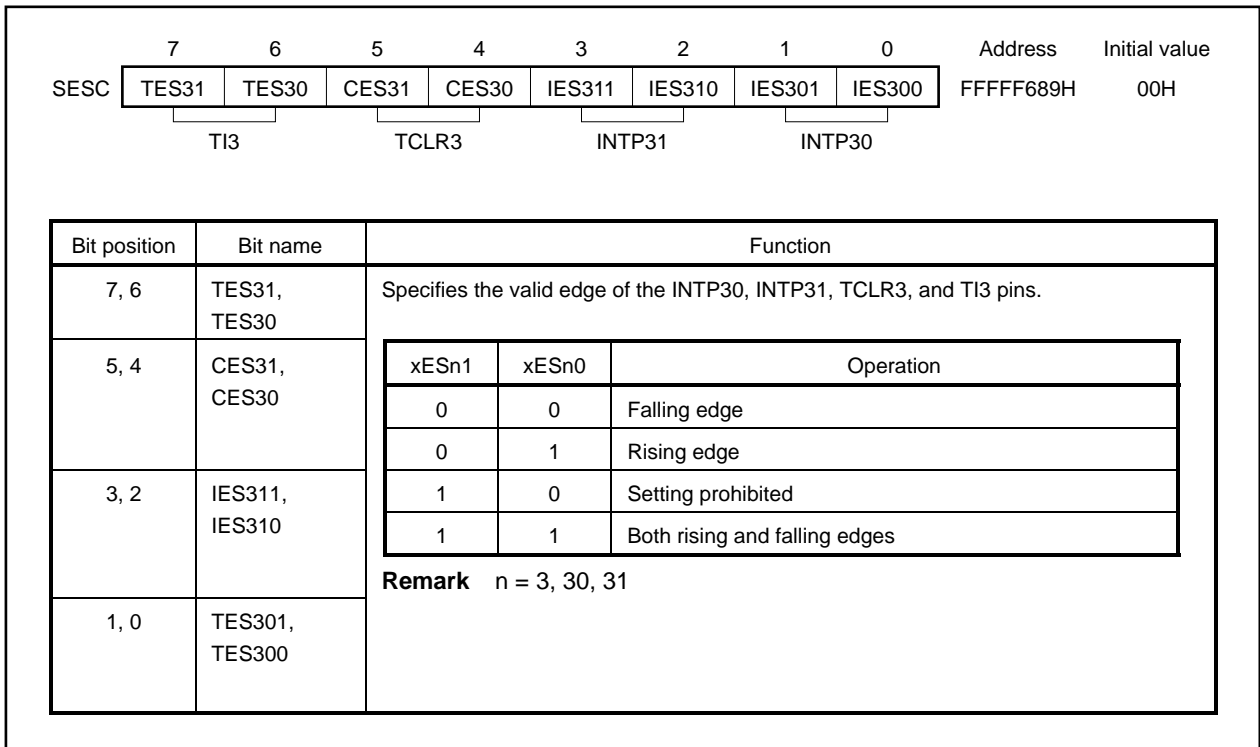 7 6 5 4 3 2 1 0 Address Initial value
SESC TES31 TES30 CES31 CES30 IES311 IES310 IES301 IES300 FFFFF689H 00H
TI3 TCLR3 INTP31 INTP30
Bit position Bit name Function
7, 6 TES31, Specifies the valid edge of the INTP30, INTP31, TCLR3, and TI3 pins.
TES30
5, 4 CES31, xESn1 xESn0 Operation
CES30 0 0 Falling edge
0 1 Rising edge
3, 2 IES311, 1 0 Setting prohibited
IES310 1 1 Both rising and falling edges
Remark n = 3, 30, 31
1, 0 TES301,
TES300